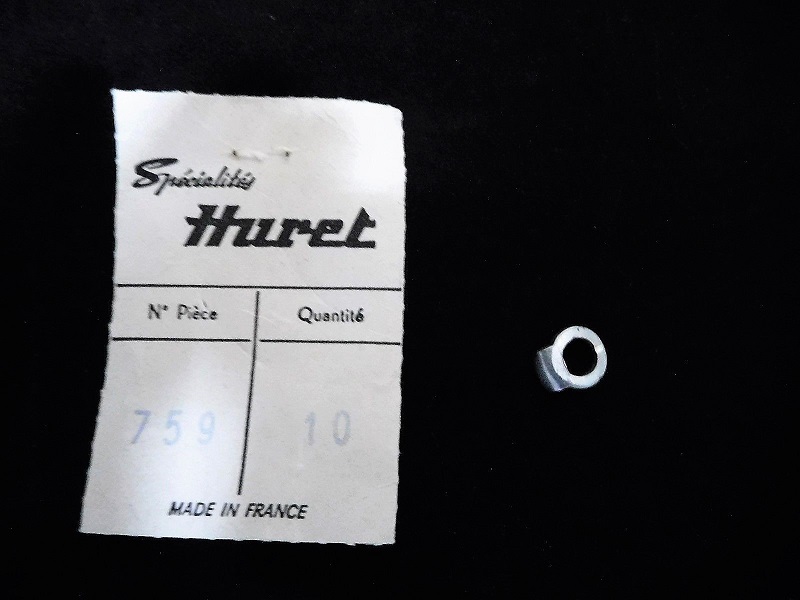 Spécialités
Huret
N° Pièce Quantité
759 10
MADE IN FRANCE